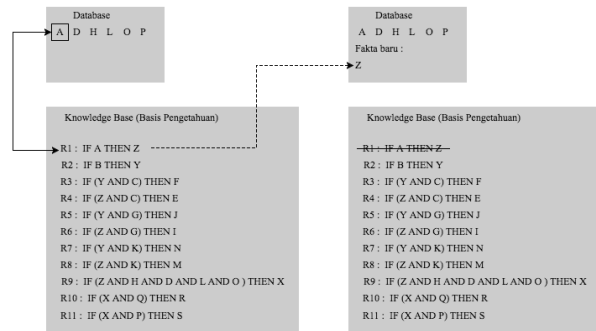 Database
A D H L O P
Knowledge Base (Basis Pengetahuan)
R1 : IF A THEN Z
R2 : IF B THEN Y
R3 : IF (Y AND C) THEN F
R4 : IF (Z AND C) THEN E
R5 : IF (Y AND G) THEN J
R6 : IF (Z AND G) THEN I
R7 : IF (Y AND K) THEN N
R8 : IF (Z AND K) THEN M
R9 : IF (Z AND H AND D AND L AND O ) THEN X
R10 : IF (X AND Q) THEN R
R11 : IF (X AND P) THEN S
Database
A D H L O P
Fakta baru :
Z
Knowledge Base (Basis Pengetahuan)
R1 : IF A THEN Z
R2 : IF B THEN Y
R3 : IF (Y AND C) THEN F
R4 : IF (Z AND C) THEN E
R5 : IF (Y AND G) THEN J
R6 : IF (Z AND G) THEN I
R7 : IF (Y AND K) THEN N
R8 : IF (Z AND K) THEN M
R9 : IF (Z AND H AND D AND L AND O ) THEN X
R10 : IF (X AND Q) THEN R
R11 : IF (X AND P) THEN S